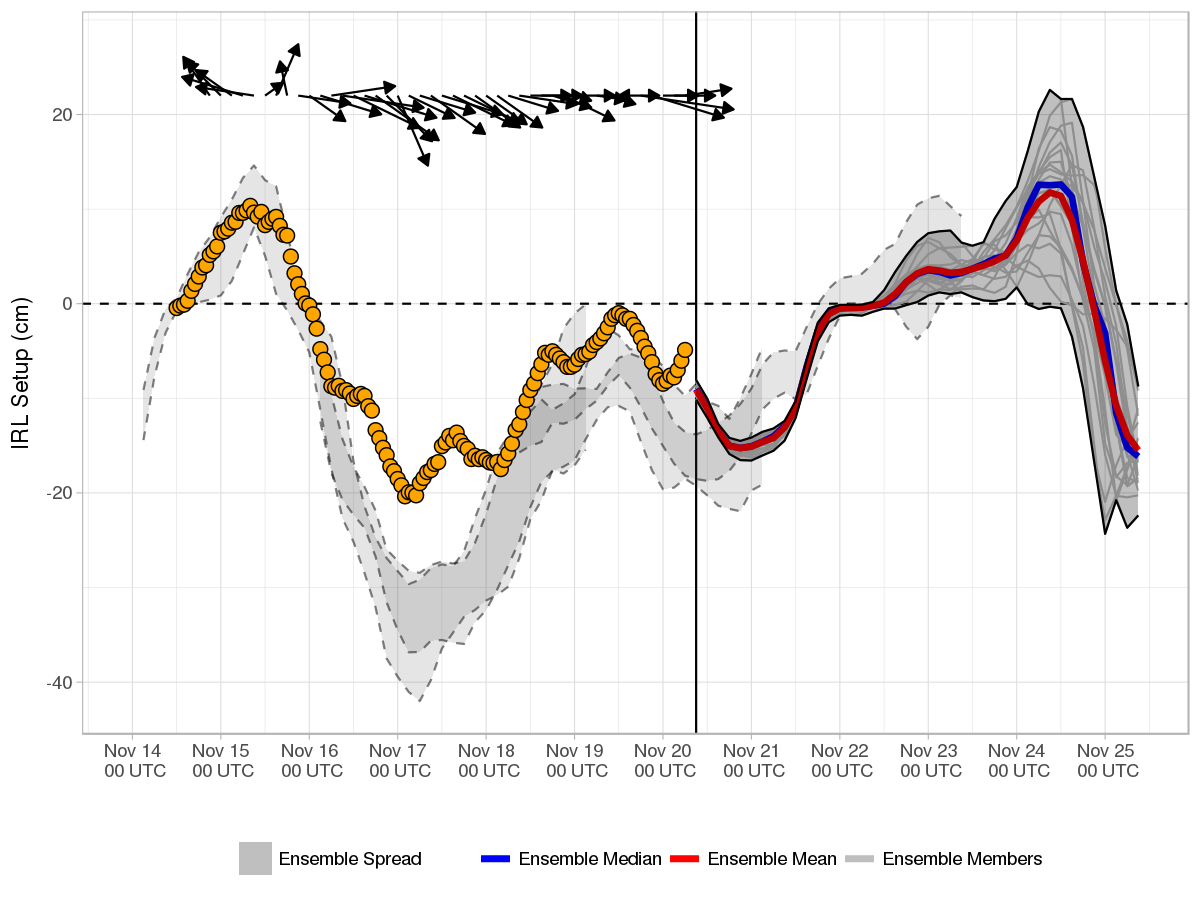 IRL Setup (cm)
20
0
-20
-40
Nov 14 Nov 15 Nov 16 Nov 17 Nov 18 Nov 19 Nov 20 Nov 21 Nov 22 Nov 23 Nov 24 Nov 25
00 UTC 00 UTC 00 UTC 00 UTC 00 UTC 00 UTC 00 UTC 00 UTC 00 UTC 00 UTC 00 UTC 00 UTC
Ensemble Spread Ensemble Median Ensemble Mean Ensemble Members